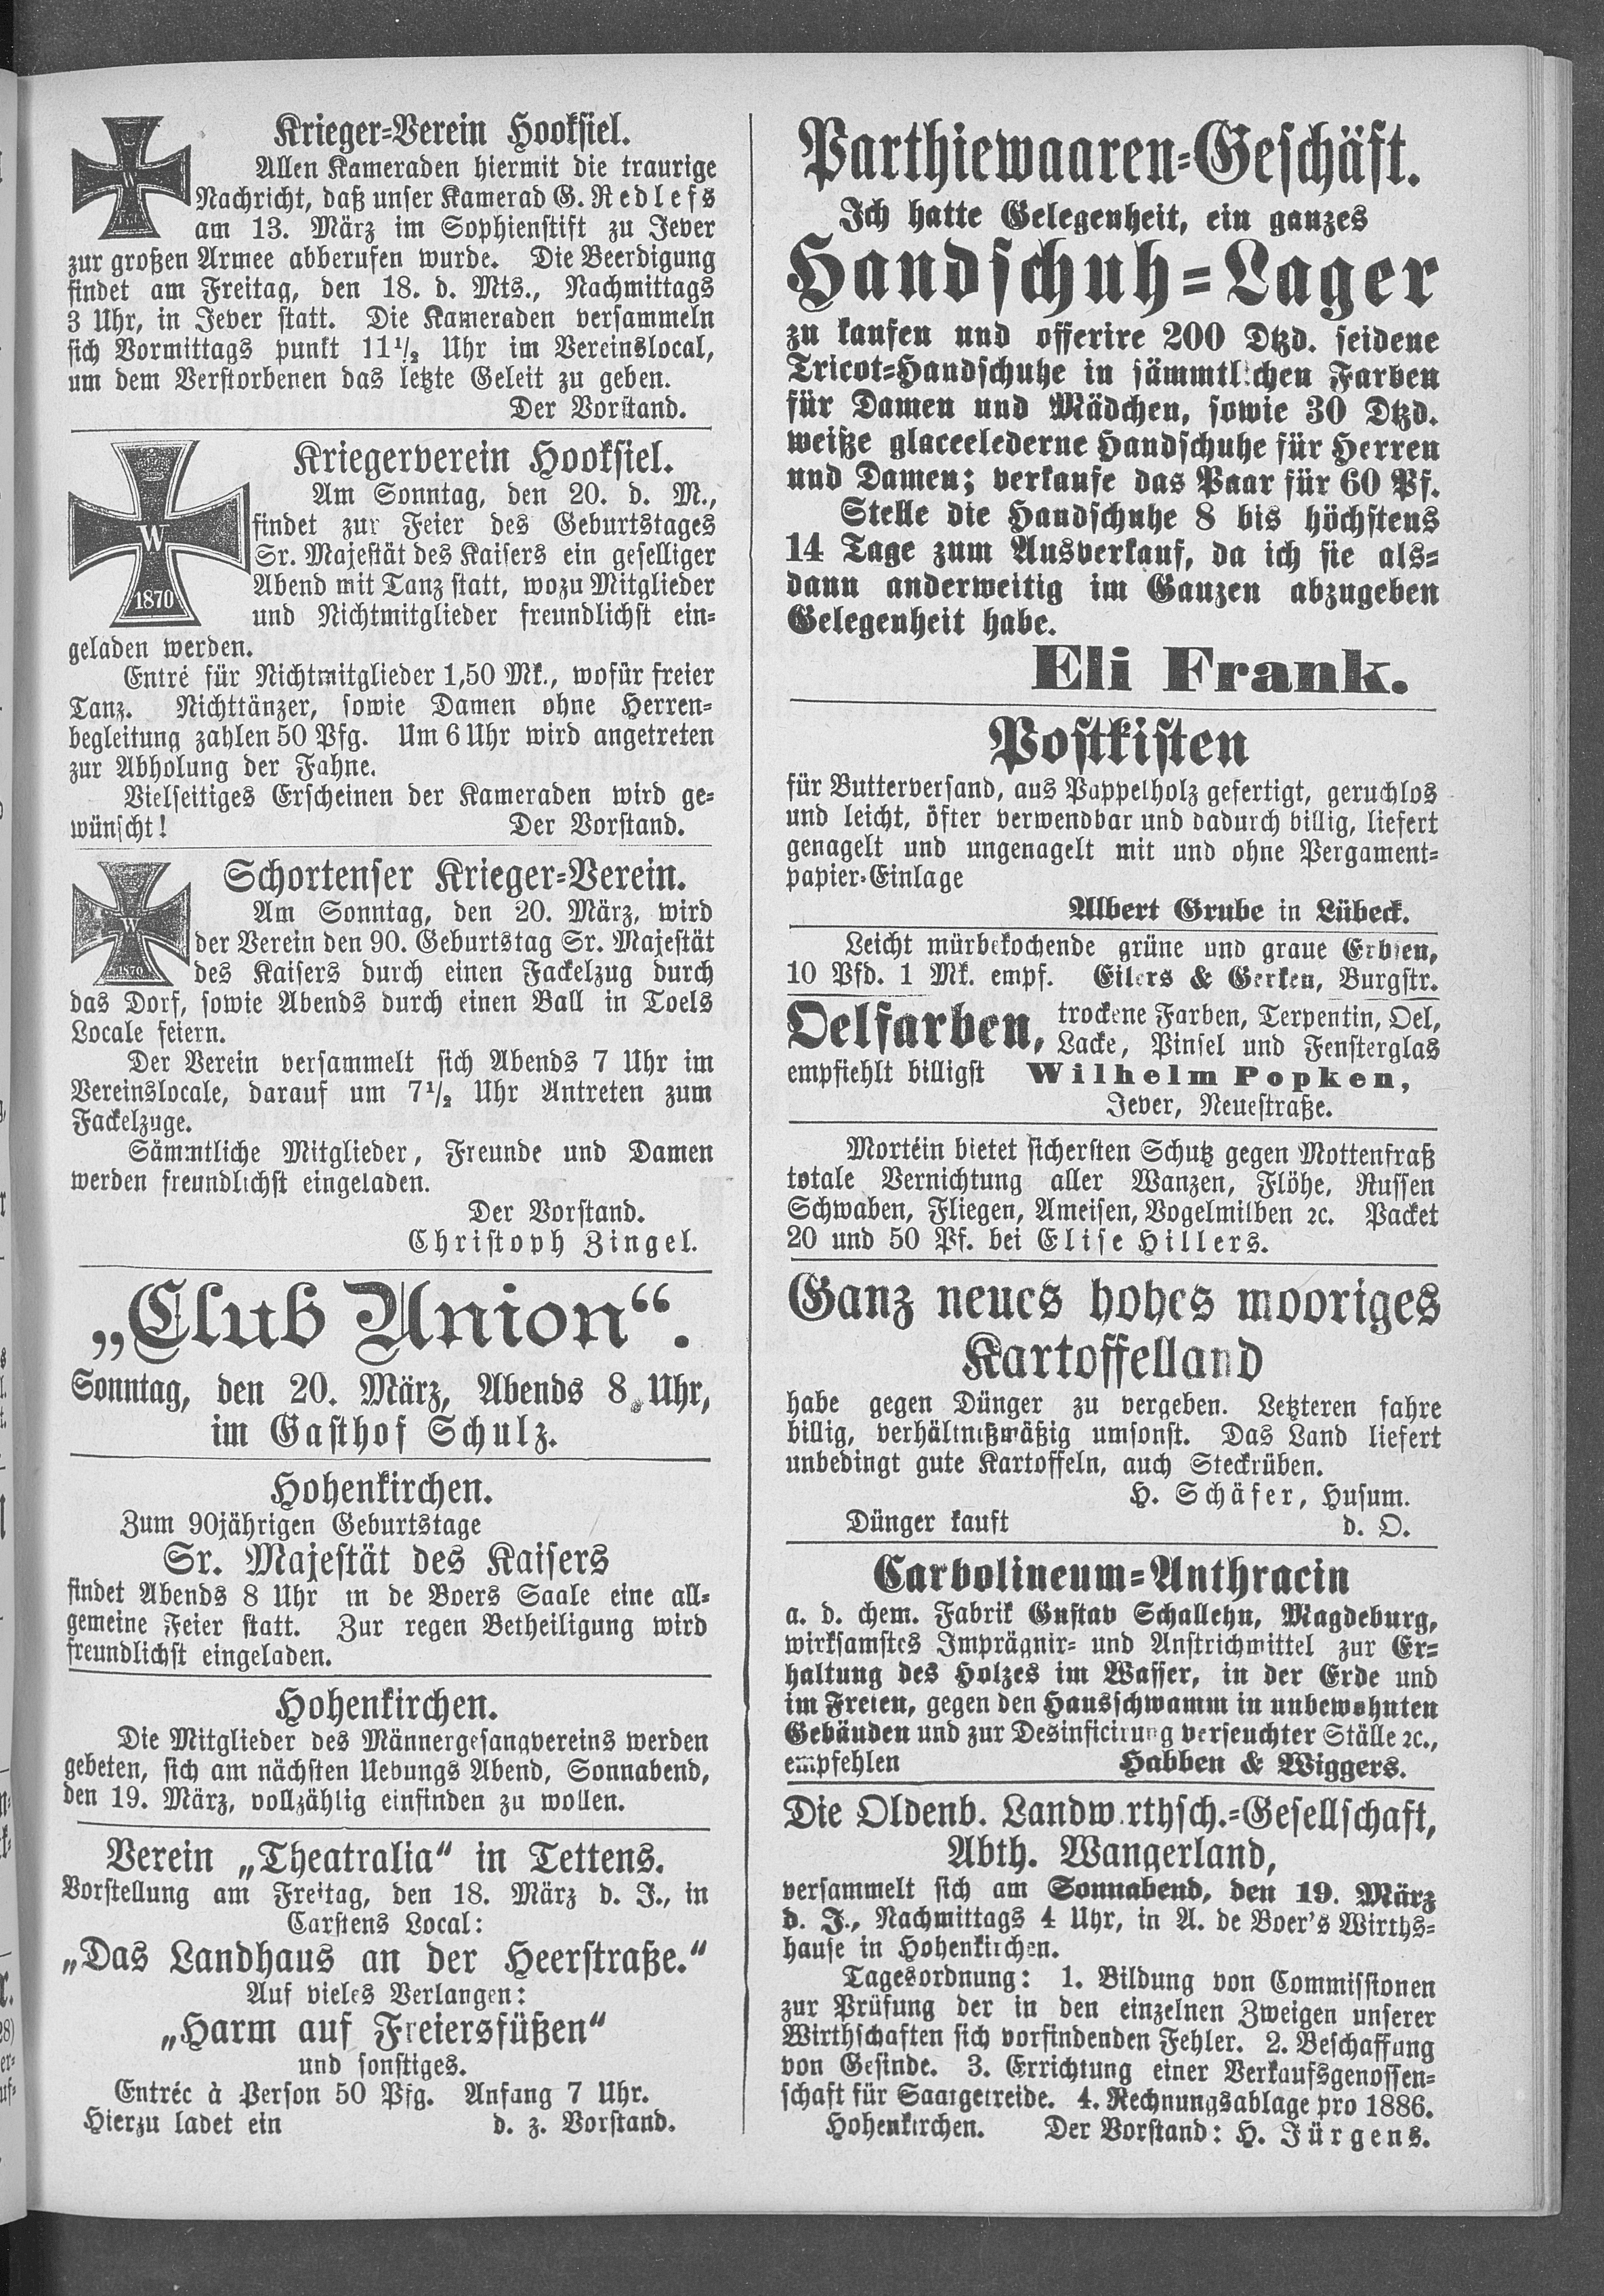 Krieger-Verein Hooksiel.
Allen Kameraden hiermit die traurige
Nachricht, daß unser Kamerad G. Redlefs
am 13. März im Sophienstift zu Jever
zur großen Armee abberufen wurde. Die Beerdigung
findet am Freitag, den 18. d. Mts., Nachmittags
3 Uhr, in Jever statt. Die Kameraden versammeln
sich Vormittags punkt 11½ Uhr im Vereinslocal,
um dem Verstorbenen das letzte Geleit zu geben.
Der Vorstand.
Kriegerverein Hooksiel.
Am Sonntag, den 20. d. M.,
findet zur Feier des Geburtstages
Sr. Majestät des Kaisers ein geselliger
Abend mit Tanz statt, wozu Mitglieder
und Nichtmitglieder freundlichst ein-
geladen werden.
W
1870
Entré für Nichtmitglieder 1,50 Mk., wofür freier
Tanz. Nichttänzer, sowie Damen ohne Herren-
begleitung zahlen 50 Pfg. Um 6 Uhr wird angetreten
zur Abholung der Fahne.
Vielseitiges Erscheinen der Kameraden wird ge-
wünscht! Der Vorstand.
Schortenser Krieger-Verein.
W
1870
Am Sonntag, den 20. März, wird
der Verein den 90. Geburtstag Sr. Majestät
des Kaisers durch einen Fackelzug durch
das Dorf, sowie Abends durch einen Ball in Toels
Locale feiern.
Der Verein versammelt sich Abends 7 Uhr im
Vereinslocale, darauf um 7½ Uhr Antreten zum
Fackelzuge.
Sämmtliche Mitglieder, Freunde und Damen
werden freundlichst eingeladen.
Der Vorstand.
Christoph Zingel.
„Club Union“.
Sonntag, den 20. März, Abends 8 Uhr,
im Gasthof Schulz.
Hohenkirchen.
Zum 90jährigen Geburtstage
Sr. Majestät des Kaisers
findet Abends 8 Uhr in de Boers Saale eine all-
gemeine Feier statt. Zur regen Betheiligung wird
freundlichst eingeladen.
Hohenkirchen.
Die Mitglieder des Männergesangvereins werden
gebeten, sich am nächsten Uebungs Abend, Sonnabend,
den 19. März, vollzählig einfinden zu wollen.
Verein „Theatralia“ in Tettens.
Vorstellung am Freitag, den 18. März d. J., in
Carstens Local:
„Das Landhaus an der Heerstraße.“
Auf vieles Verlangen:
„Harm auf Freiersfüßen“
und sonstiges.
Entrée à Person 50 Pfg. Anfang 7 Uhr.
Hierzu ladet ein d. z. Vorstand.
Parthiewaaren-Geschäft.
Ich hatte Gelegenheit, ein ganzes
Handschuh-Lager
zu kaufen und offerire 200 Dtzd. seidene
Tricot-Handschuhe in sämmtlichen Farben
für Damen und Mädchen, sowie 30 Dtzd.
weiße glaceelederne Handschuhe für Herren
und Damen; verkaufe das Paar für 60 Pf.
Stelle die Handschuhe 8 bis höchstens
14 Tage zum Ausverkauf, da ich sie als-
dann anderweitig im Ganzen abzugeben
Gelegenheit habe.
Eli Frank.
Postkisten
für Butterversand, aus Pappelholz gefertigt, geruchlos
und leicht, öfter verwendbar und dadurch billig, liefert
genagelt und ungenagelt mit und ohne Pergament-
papier-Einlage
Albert Grube in Lübeck.
Leicht mürbekochende grüne und graue Erbsen,
10 Pfd. 1 Mk. empf. Eilers & Gerken, Burgstr.
Oelfarben, trockene Farben, Terpentin, Oel,
Lacke, Pinsel und Fensterglas
empfiehlt billigst Wilhelm Popken,
Jever, Neuestraße.
Mortëin bietet sichersten Schutz gegen Mottenfraß
totale Vernichtung aller Wanzen, Flöhe, Russen
Schwaben, Fliegen, Ameisen, Vogelmilben ꝛc. Packet
20 und 50 Pf. bei Elise Hillers.
Ganz neues hohes mooriges
Kartoffelland
habe gegen Dünger zu vergeben. Letzteren fahre
billig, verhältnißmäßig umsonst. Das Land liefert
unbedingt gute Kartoffeln, auch Steckrüben.
H. Schäfer, Husum.
Dünger kauft d. O.
Carbolineum-Anthracin
a. d. chem. Fabrik Gustav Schallehn, Magdeburg,
wirksamstes Imprägnir- und Anstrichmittel zur Er-
haltung des Holzes im Wasser, in der Erde und
im Freien, gegen den Hausschwamm in unbewohnten
Gebäuden und zur Desinficirung verseuchter Ställe ꝛc.,
empfehlen Habben & Wiggers.
Die Oldenb. Landwirthsch.-Gesellschaft,
Abth. Wangerland,
versammelt sich am Sonnabend, den 19. März
d. J., Nachmittags 4 Uhr, in A. de Boer's Wirths-
hause in Hohenkirchen.
Tagesordnung: 1. Bildung von Commissionen
zur Prüfung der in den einzelnen Zweigen unserer
Wirthschaften sich vorfindenden Fehler. 2. Beschaffung
von Gesinde. 3. Errichtung einer Verkaufsgenossen-
schaft für Saatgetreide. 4. Rechnungsablage pro 1886.
Hohenkirchen. Der Vorstand: H. Jürgens.